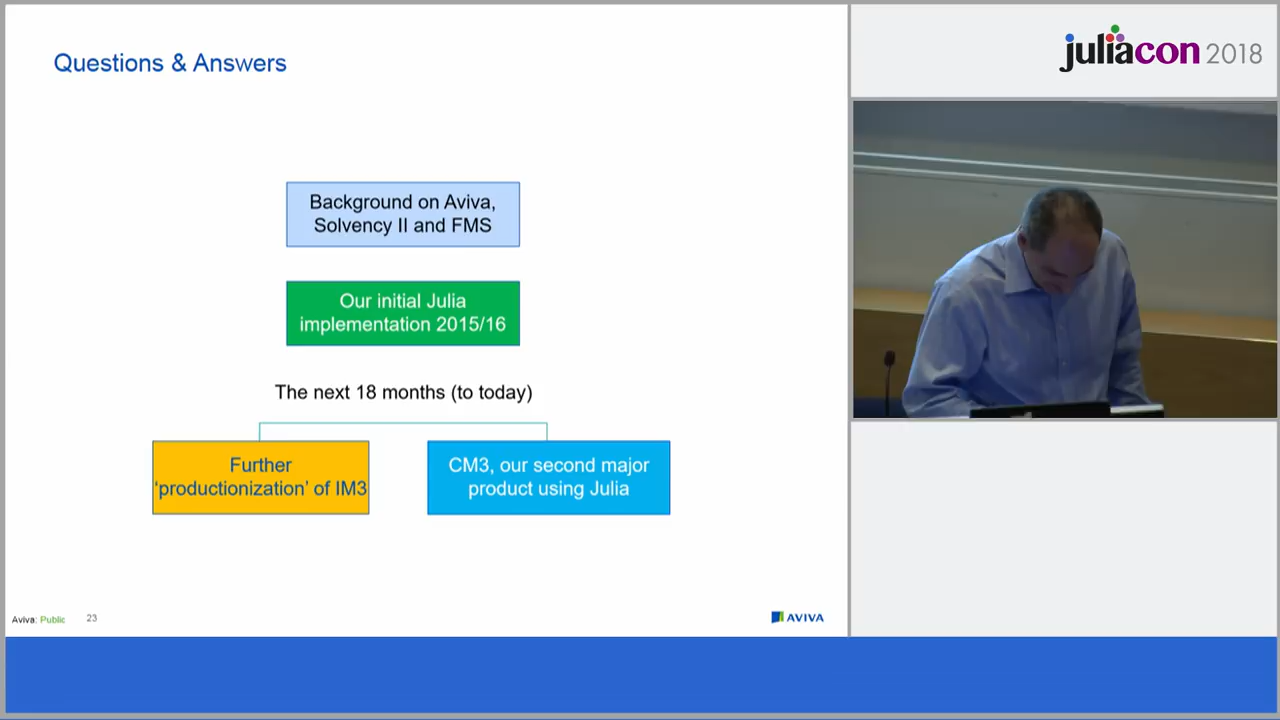 Questions & Answers
juliacon 2018
Background on Aviva,
Solvency II and FMS
Our initial Julia
implementation 2015/16
The next 18 months (to today)
Further
'productionization' of IM3
CM3, our second major
product using Julia
Aviva: Public
23
AVIVA